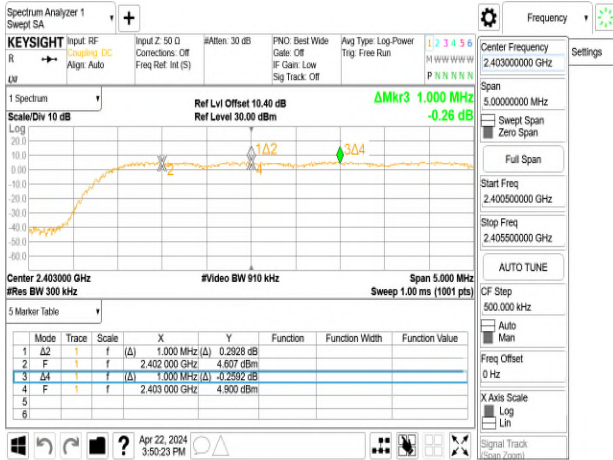 Spectrum Analyzer 1
Swept SA
KEYSIGHT Input: RF Input Z: 50 Ω #Atten: 30 dB PNO: Best Wide Avg Type: Log-Power 1 2 3 4 5 6
R Coupling: DC Corrections: Off Gate: Off Trig: Free Run M W W W W W
Align: Auto Freq Ref: Int (S) IF Gain: Low
Sig Track: Off P N N N N N
1 Spectrum
Scale/Div 10 dB
Ref Lvl Offset 10.40 dB
Ref Level 30.00 dBm
ΔMkr3 1.000 MHz
-0.26 dB
Log
20.0
10.0
0.00
-10.0
-20.0
-30.0
-40.0
-50.0
-60.0
1Δ2
3Δ4
2
4
Center 2.403000 GHz #Video BW 910 kHz Span 5.000 MHz
#Res BW 300 kHz Sweep 1.00 ms (1001 pts)
5 Marker Table
Mode Trace Scale X Y Function Function Width Function Value
1 Δ2 1 f (Δ) 1.000 MHz (Δ) 0.2928 dB
2 F 1 f 2.402 000 GHz 4.607 dBm
3 Δ4 1 f (Δ) 1.000 MHz (Δ) -0.2592 dB
4 F 1 f 2.403 000 GHz 4.900 dBm
5
6
?
Apr 22, 2024
3:50:23 PM
Frequency
Settings
Center Frequency
2.403000000 GHz
Span
5.00000000 MHz
Swept Span
Zero Span
Full Span
Start Freq
2.400500000 GHz
Stop Freq
2.405500000 GHz
AUTO TUNE
CF Step
500.000 kHz
Auto
Man
Freq Offset
0 Hz
X Axis Scale
Log
Lin
Signal Track
(Span Zoom)